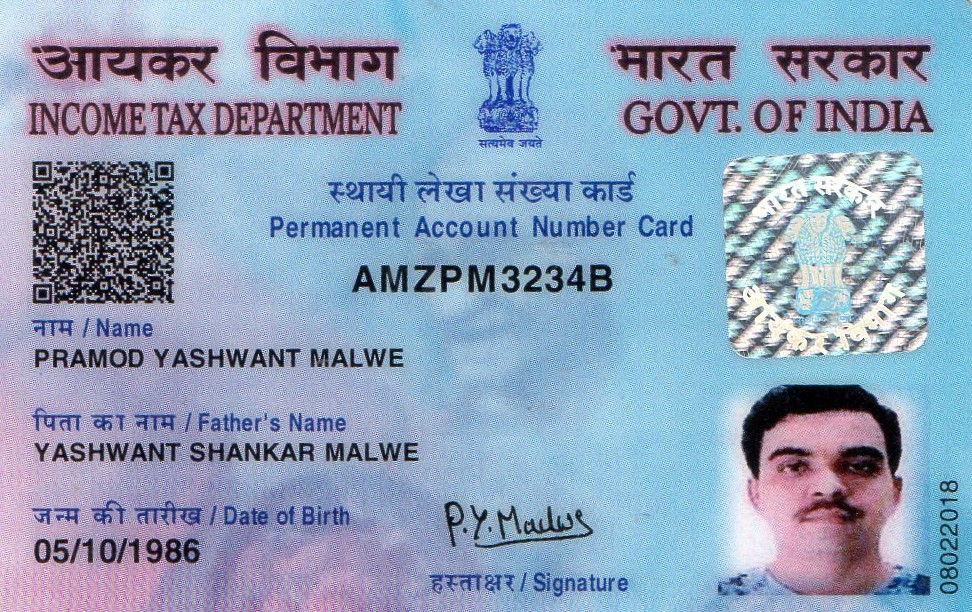 आयकर विभाग
भारत सरकार
INCOME TAX DEPARTMENT
GOVT. OF INDIA
सत्यमेव जयते
स्थायी लेखा संख्या कार्ड
Permanent Account Number Card
AMZPM3234B
भारत सरकार
आयकर विभाग
नाम / Name
PRAMOD YASHWANT MALWE
पिता का नाम / Father's Name
YASHWANT SHANKAR MALWE
जन्म की तारीख / Date of Birth
05/10/1986
P.Y.Malwe
हस्ताक्षर / Signature
08022018